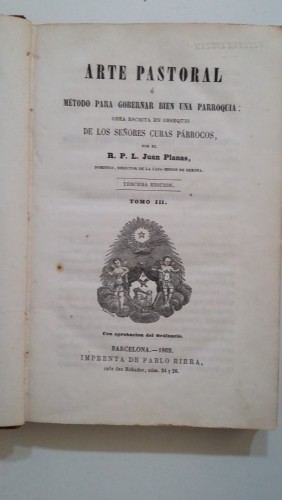 ARTE PASTORAL
ó
MÉTODO PARA GOBERNAR BIEN UNA PARROQUIA:
OBRA ESCRITA EN OBSEQUIO
DE LOS SEÑORES CURAS PÁRROCOS,
POR EL
R. P. L. Juan Planas,
DOMINICO, DIRECTOR DE LA CASA-MISION DE GERONA.
TERCERA EDICION.
TOMO III.
Con aprobacion del Ordinario.
BARCELONA.—1862.
IMPRENTA DE PABLO RIERA,
calle den Robador, núm. 24 y 26.